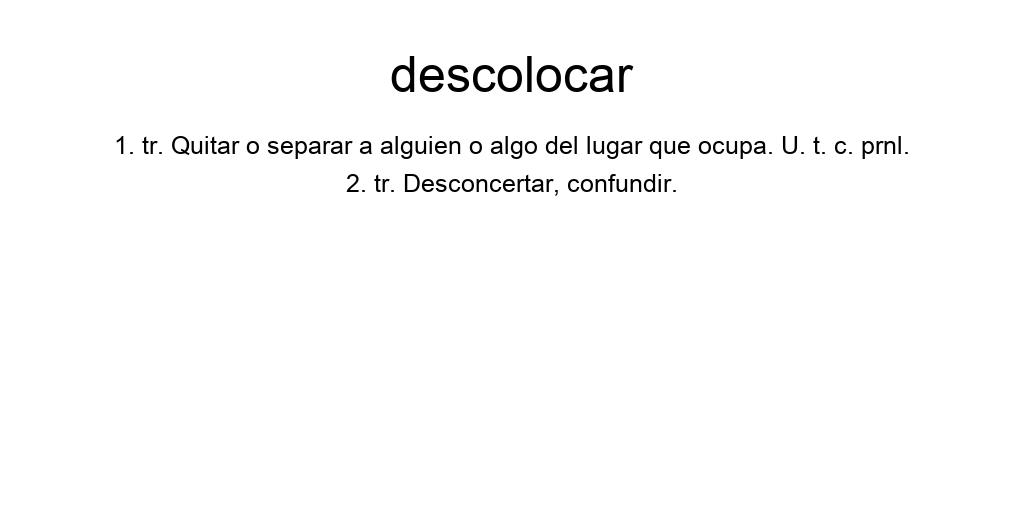 descolocar
1. tr. Quitar o separar a alguien o algo del lugar que ocupa. U. t. c. prnl.
2. tr. Desconcertar, confundir.